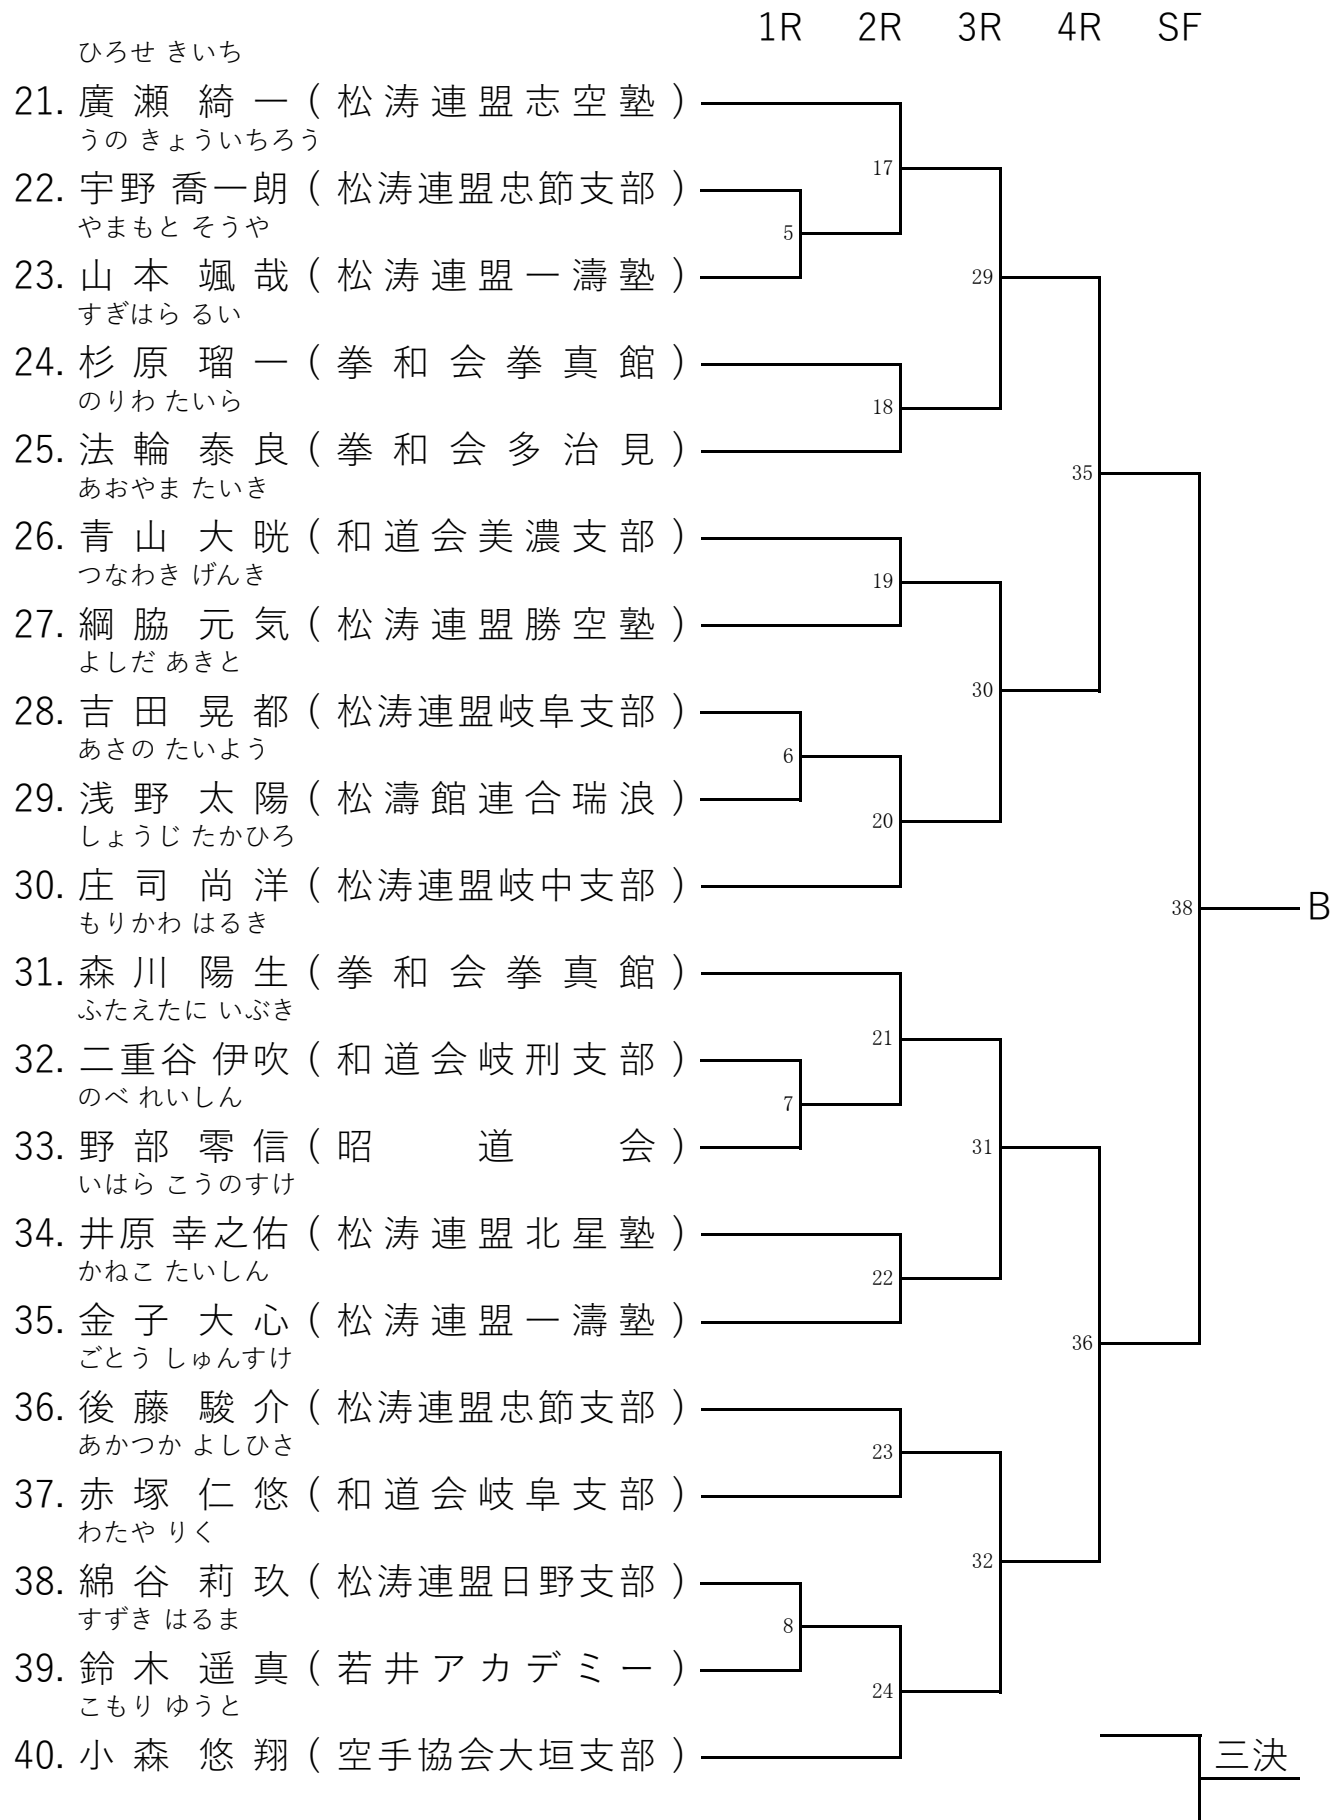 1R 2R 3R 4R SF
ひろせ きいち
21. 廣瀬 綺一 (松涛連盟志空塾)
うの きょういちろう
17
22. 宇野 喬一朗 (松涛連盟忠節支部)
やまもと そうや
5
23. 山本 颯哉 (松涛連盟一濤塾)
29
すぎはら るい
24. 杉原 瑠一 (拳和会拳真館)
のりわ たいら
18
25. 法輪 泰良 (拳和会多治見)
35
あおやま たいき
26. 青山 大晄 (和道会美濃支部)
つなわき げんき
19
27. 綱脇 元気 (松涛連盟勝空塾)
よしだ あきと
30
28. 吉田 晃都 (松涛連盟岐阜支部)
あさの たいよう
6
29. 浅野 太陽 (松濤館連合瑞浪)
20
しょうじ たかひろ
30. 庄司 尚洋 (松涛連盟岐中支部)
38 B
もりかわ はるき
31. 森川 陽生 (拳和会拳真館)
ふたえたに いぶき
21
32. 二重谷 伊吹 (和道会岐刑支部)
のべ れいしん
7
33. 野部 零信 (昭道会)
31
いはら こうのすけ
34. 井原 幸之佑 (松涛連盟北星塾)
かねこ たいしん
22
35. 金子 大心 (松涛連盟一濤塾)
36
ごとう しゅんすけ
36. 後藤 駿介 (松涛連盟忠節支部)
あかつか よしひさ
23
37. 赤塚 仁悠 (和道会岐阜支部)
わたや りく
32
38. 綿谷 莉玖 (松涛連盟日野支部)
すずき はるま
8
39. 鈴木 遥真 (若井アカデミー)
24
こもり ゆうと
40. 小森 悠翔 (空手協会大垣支部)
三決